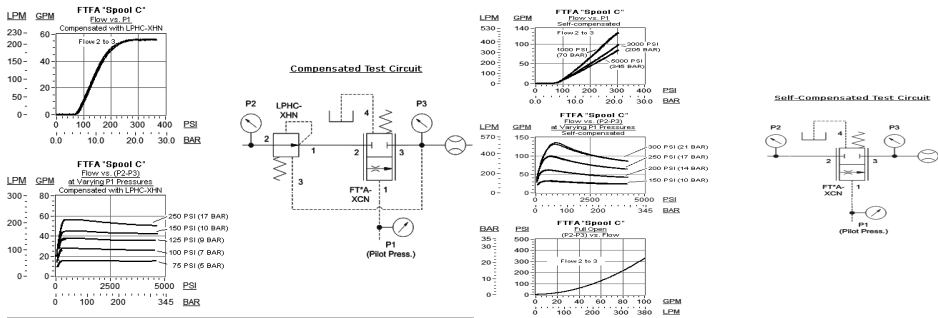 FTFA "Spool C"
Flow vs. P1
Compensated with LPHC-XHN
LPM GPM
230
200
150
100
50
0
60
40
20
0
Flow 2 to 3
0 100 200 300 400 PSI
0.0 10.0 20.0 30.0 BAR
FTFA "Spool C"
Flow vs. (P2-P3)
at Varying P1 Pressures
Compensated with LPHC-XHN
LPM GPM
300
200
100
0
80
60
40
20
0
250 PSI (17 BAR)
150 PSI (10 BAR)
125 PSI (9 BAR)
100 PSI (7 BAR)
75 PSI (5 BAR)
0 5000 PSI
0 100 200 345 BAR
Compensated Test Circuit
P2
LPHC-
XHN
2
1
3
4
2
3
1
FT*A-
XCN
P3
P1
(Pilot Press.)
FTFA "Spool C"
Flow vs. P1
Self-compensated
LPM GPM
530
400
300
200
100
0
140
100
50
0
Flow 2 to 3
1000 PSI
(70 BAR)
3000 PSI
(205 BAR)
5000 PSI
(345 BAR)
0 100 200 300 400 PSI
0.0 10.0 20.0 30.0 BAR
FTFA "Spool C"
Flow vs. (P2-P3)
at Varying P1 Pressures
Self-compensated
LPM GPM
570
400
200
0
150
100
50
0
300 PSI (21 BAR)
250 PSI (17 BAR)
200 PSI (14 BAR)
150 PSI (10 BAR)
0 5000 PSI
0 100 200 345 BAR
FTFA "Spool C"
Full Open
(P2-P3) vs. Flow
BAR PSI
35
30
20
10
0
500
400
300
200
100
0
Flow 2 to 3
0 20 40 60 80 100 GPM
0 100 200 300 380 LPM
Self-Compensated Test Circuit
P2
4
P3
2
3
1
FT*A-
XCN
P1
(Pilot Press.)